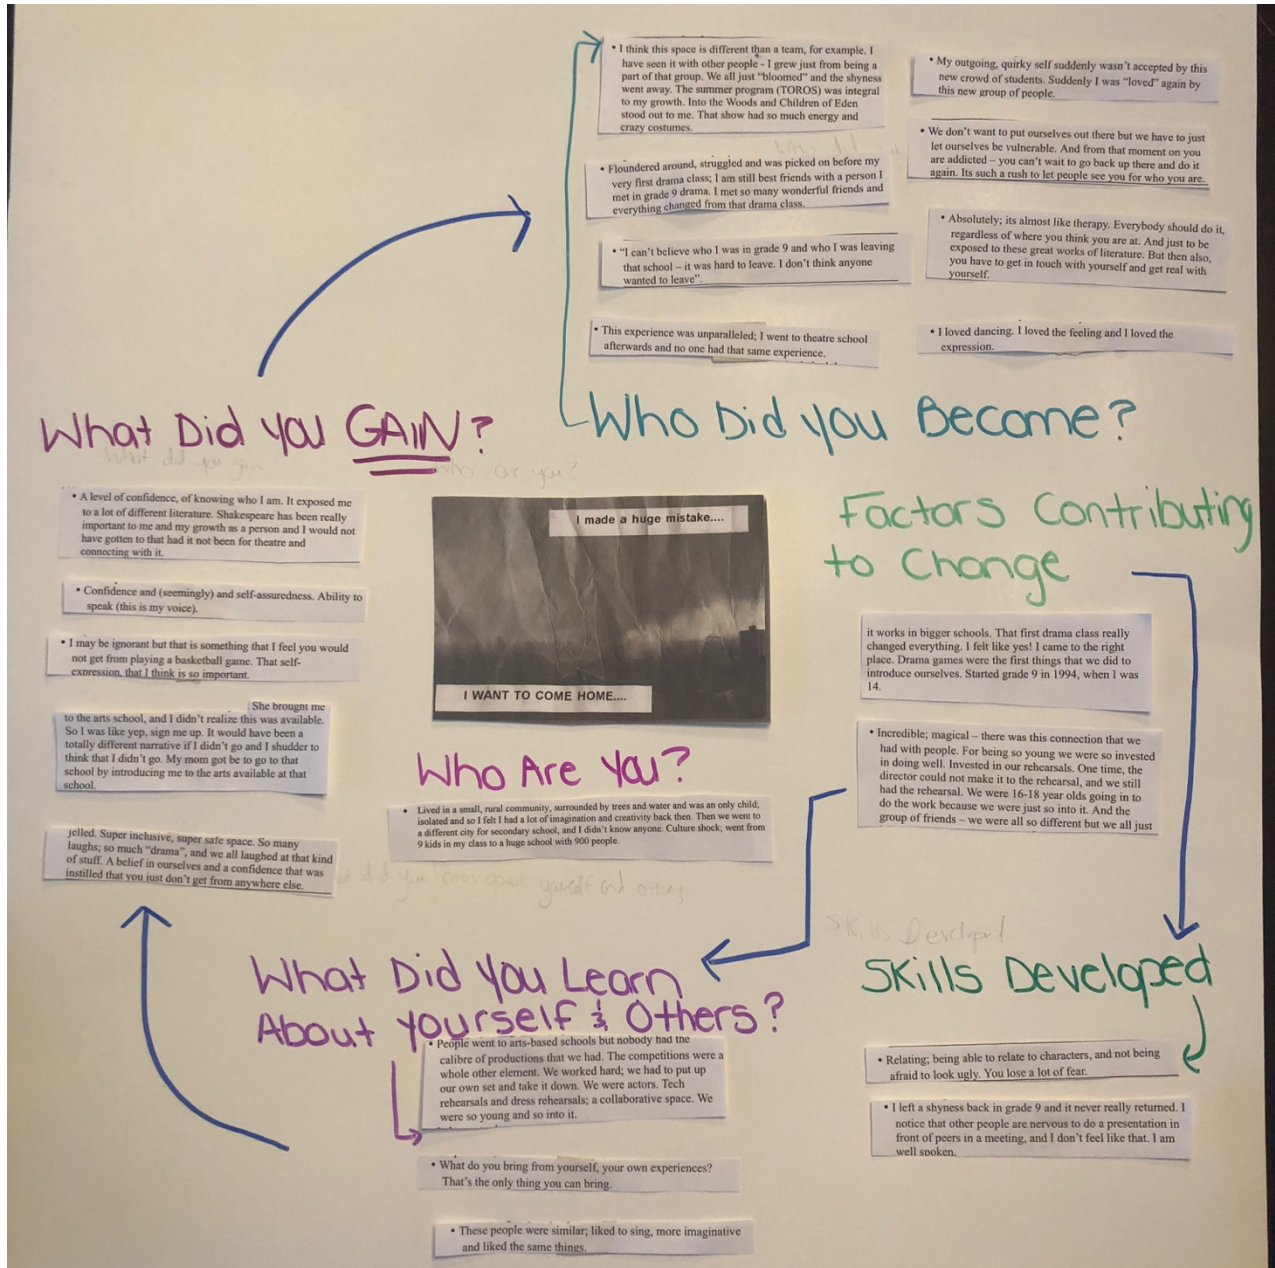 • I think this space is different than a team, for example. I
have seen it with other people - I grew just from being a
part of that group. We all just "bloomed" and the shyness
went away. The summer program (TOROS) was integral
to my growth. Into the Woods and Children of Eden
stood out to me. That show had so much energy and
crazy costumes.
• Floundered around, struggled and was picked on before my
very first drama class; I am still best friends with a person I
met in grade 9 drama. I met so many wonderful friends and
everything changed from that drama class.
• "I can't believe who I was in grade 9 and who I was leaving
that school – it was hard to leave. I don't think anyone
wanted to leave".
• This experience was unparalleled; I went to theatre school
afterwards and no one had that same experience.
• My outgoing, quirky self suddenly wasn't accepted by this
new crowd of students. Suddenly I was "loved" again by
this new group of people.
• We don't want to put ourselves out there but we have to just
let ourselves be vulnerable. And from that moment on you
are addicted – you can't wait to go back up there and do it
again. Its such a rush to let people see you for who you are.
• Absolutely; its almost like therapy. Everybody should do it,
regardless of where you think you are at. And just to be
exposed to these great works of literature. But then also,
you have to get in touch with yourself and get real with
yourself.
• I loved dancing. I loved the feeling and I loved the
expression.
Who Did you Become?
What Did you GAIN?
What did you gain
Who are you?
• A level of confidence, of knowing who I am. It exposed me
to a lot of different literature. Shakespeare has been really
important to me and my growth as a person and I would not
have gotten to that had it not been for theatre and
connecting with it.
• Confidence and (seemingly) and self-assuredness. Ability to
speak (this is my voice).
• I may be ignorant but that is something that I feel you would
not get from playing a basketball game. That self-
expression, that I think is so important.
She brought me
to the arts school, and I didn't realize this was available.
So I was like yep, sign me up. It would have been a
totally different narrative if I didn't go and I shudder to
think that I didn't go. My mom got be to go to that
school by introducing me to the arts available at that
school.
jelled. Super inclusive, super safe space. So many
laughs; so much "drama", and we all laughed at that kind
of stuff. A belief in ourselves and a confidence that was
instilled that you just don't get from anywhere else.
I made a huge mistake....
I WANT TO COME HOME....
Who Are You?
• Lived in a small, rural community, surrounded by trees and water and was an only child;
isolated and so I felt I had a lot of imagination and creativity back then. Then we went to
a different city for secondary school, and I didn't know anyone. Culture shock; went from
9 kids in my class to a huge school with 900 people.
did you learn about yourself and others
Factors Contributing
to Change
it works in bigger schools. That first drama class really
changed everything. I felt like yes! I came to the right
place. Drama games were the first things that we did to
introduce ourselves. Started grade 9 in 1994, when I was
14.
• Incredible; magical – there was this connection that we
had with people. For being so young we were so invested
in doing well. Invested in our rehearsals. One time, the
director could not make it to the rehearsal, and we still
had the rehearsal. We were 16-18 year olds going in to
do the work because we were just so into it. And the
group of friends – we were all so different but we all just
Skills Developed
Skills Developed
• Relating; being able to relate to characters, and not being
afraid to look ugly. You lose a lot of fear.
• I left a shyness back in grade 9 and it never really returned. I
notice that other people are nervous to do a presentation in
front of peers in a meeting, and I don't feel like that. I am
well spoken.
What Did You Learn
About yourself & Others?
• People went to arts-based schools but nobody had the
calibre of productions that we had. The competitions were a
whole other element. We worked hard; we had to put up
our own set and take it down. We were actors. Tech
rehearsals and dress rehearsals; a collaborative space. We
were so young and so into it.
• What do you bring from yourself, your own experiences?
That's the only thing you can bring.
• These people were similar; liked to sing, more imaginative
and liked the same things.